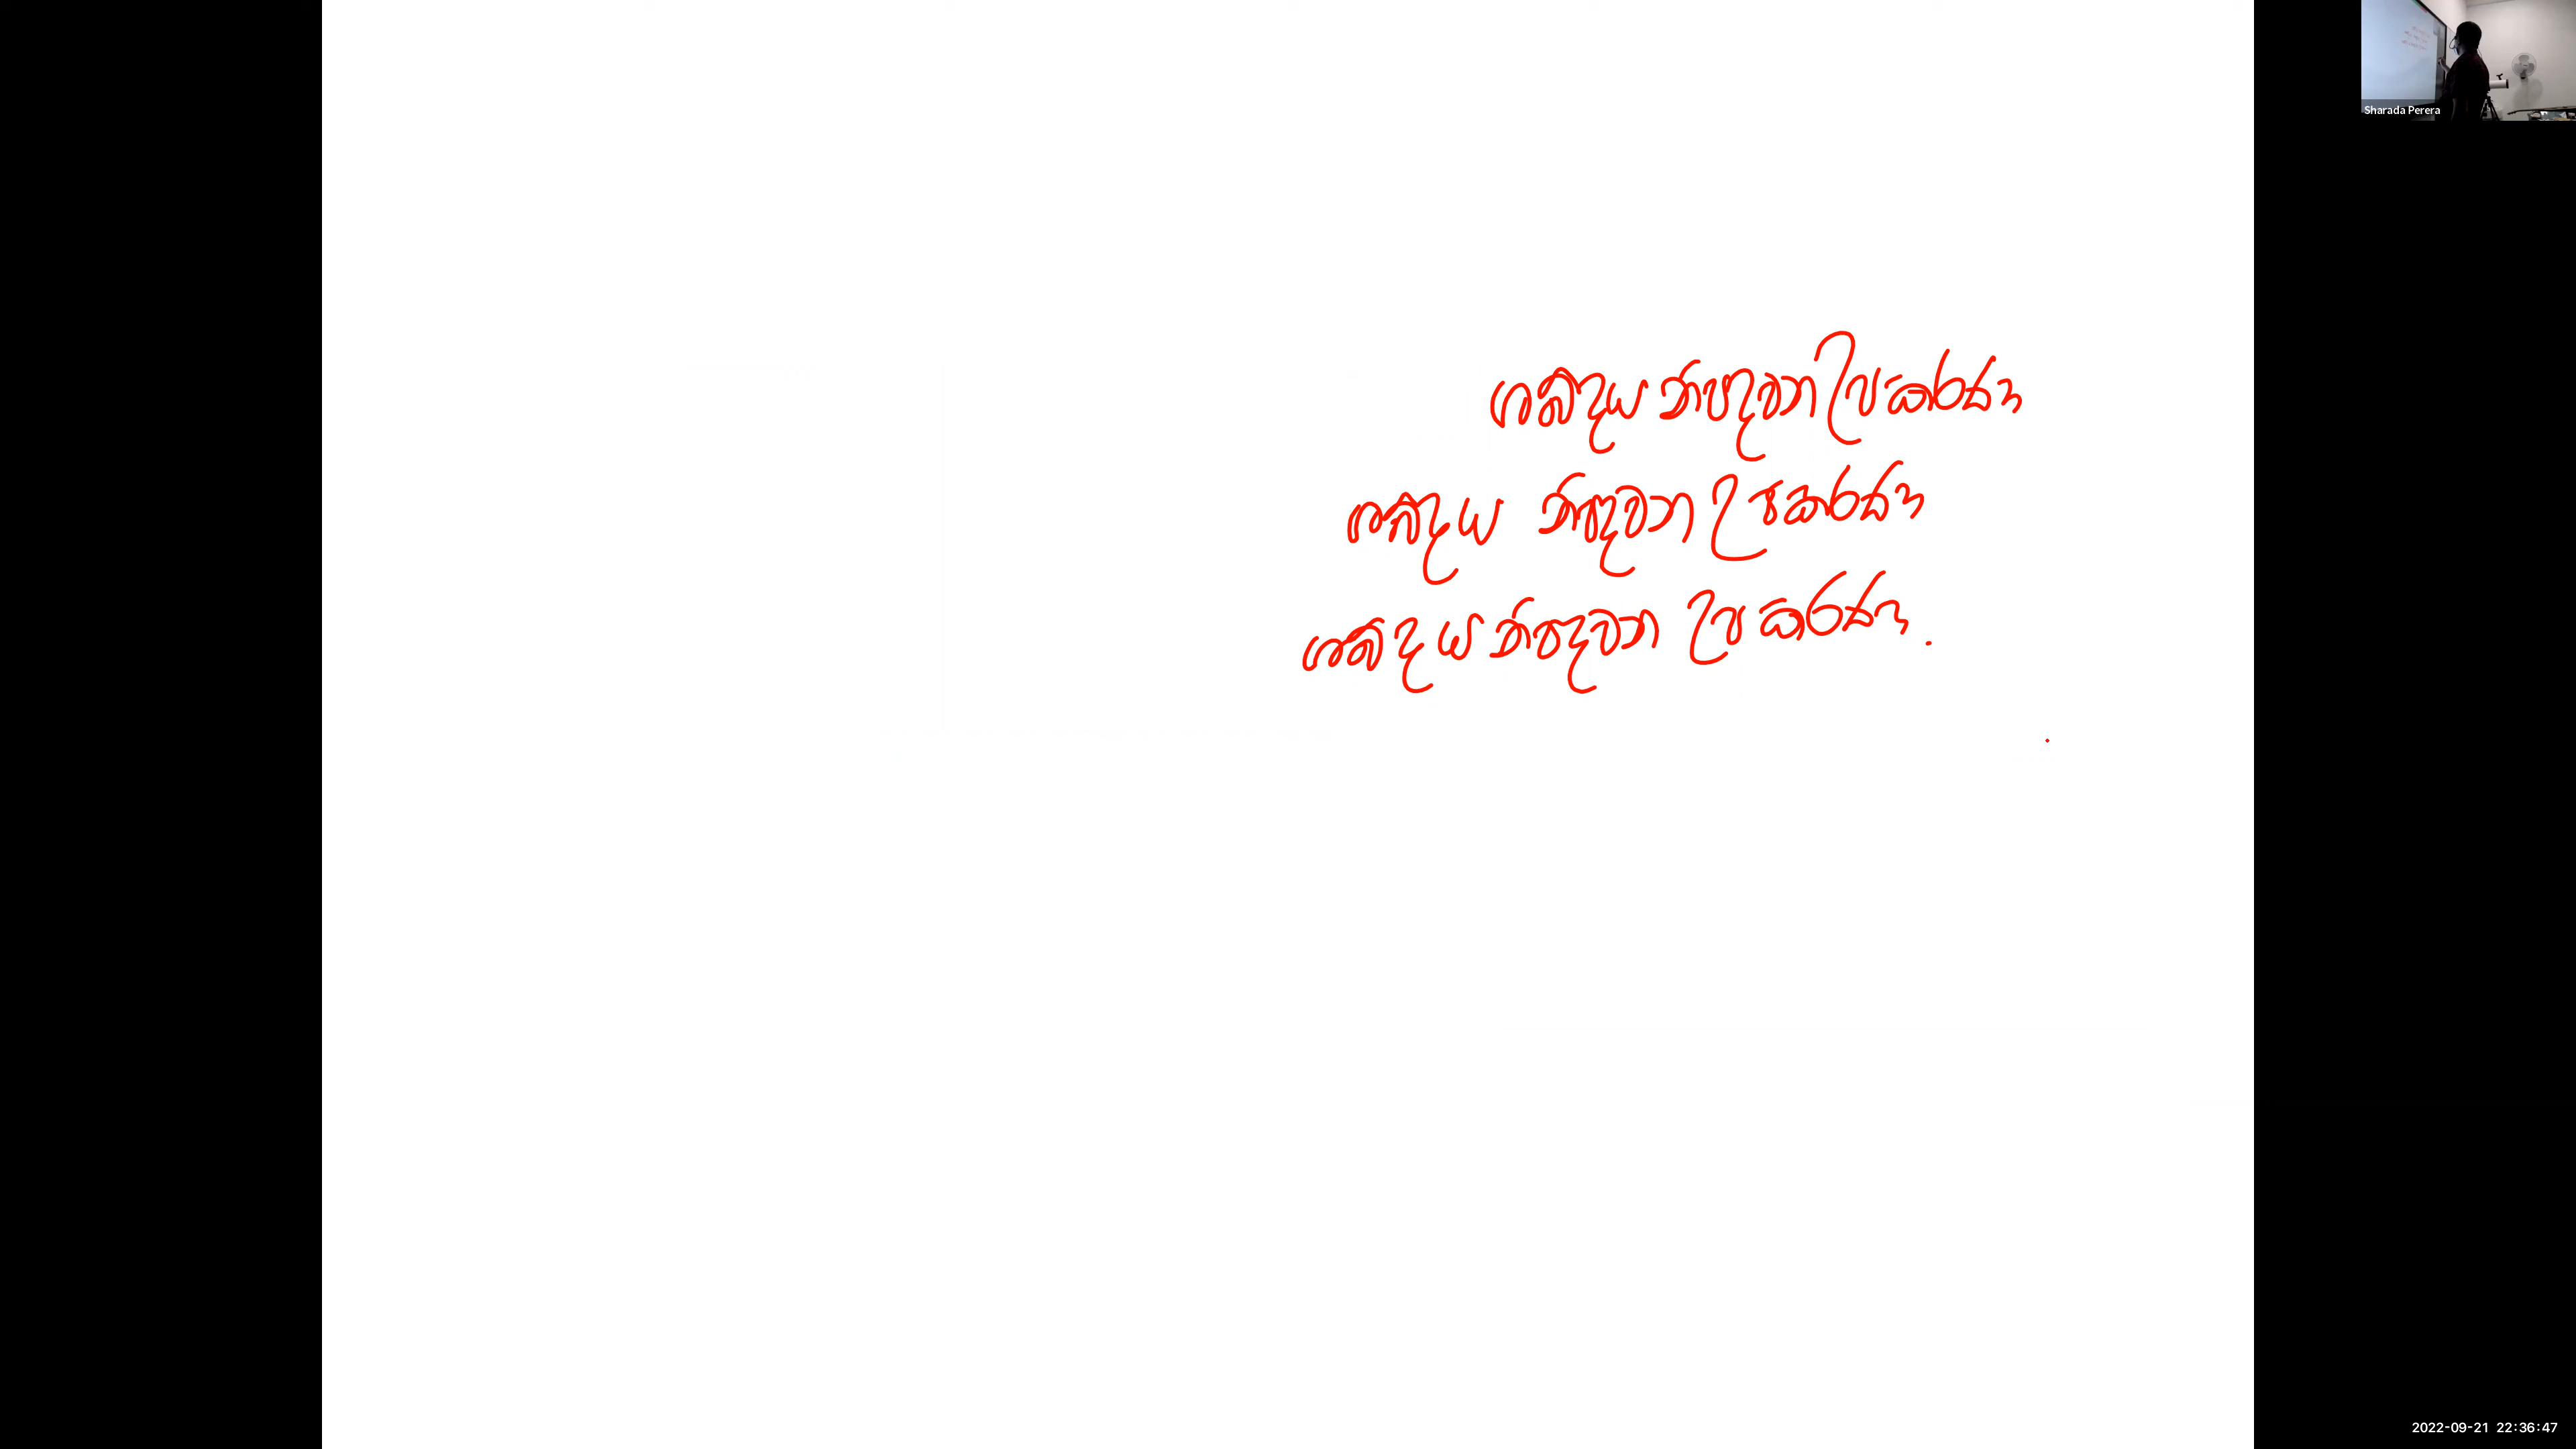 Sharada Perera
ශබ්දය නිපදවන උපකරණ
ශබ්දය නිපදවන උපකරණ
ශබ්දය නිපදවන උපකරණ.
2022-09-21 22:36:47